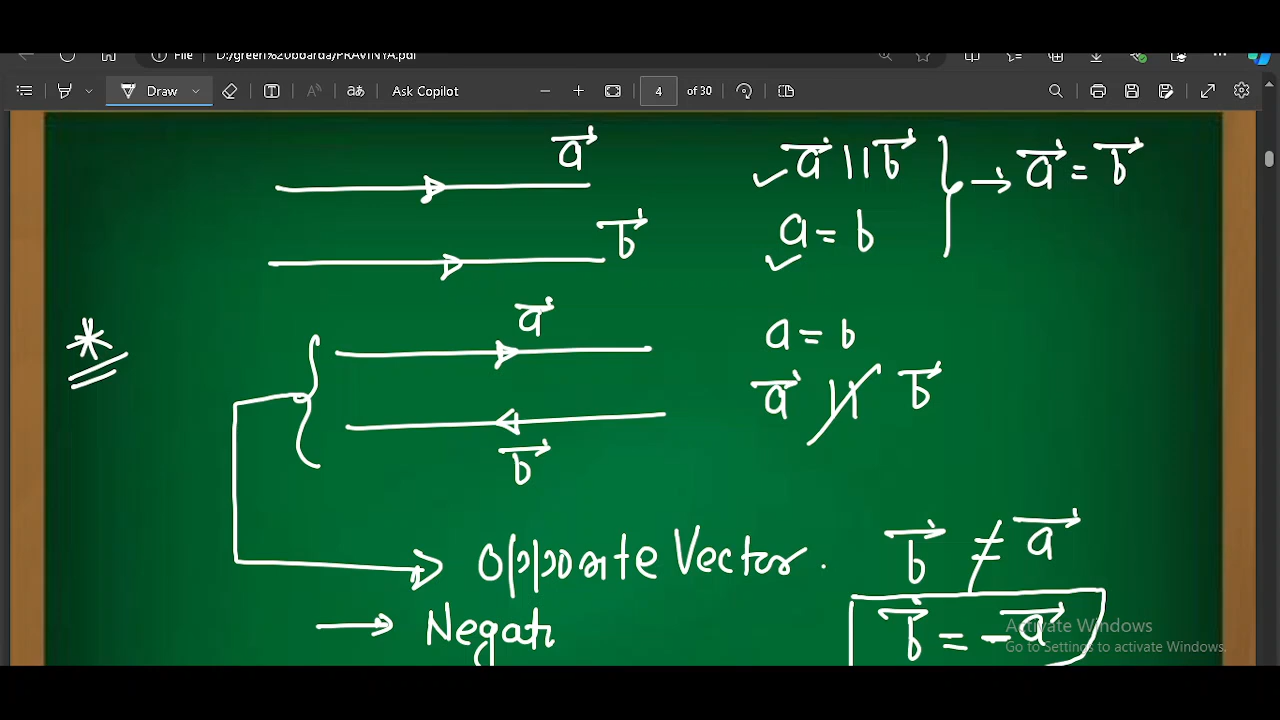 File D:/green%20boarda/PRAVINYA.pdf
Draw Ask Copilot 4 of 30
a⃗
a⃗ || b⃗ } → a⃗ = b⃗
b⃗
a = b
a⃗
a = b
a⃗ ∦ b⃗
b⃗
Opposite Vector.
b⃗ ≠ a⃗
→ Negati
b⃗ = -a⃗
Activate Windows
Go to Settings to activate Windows.